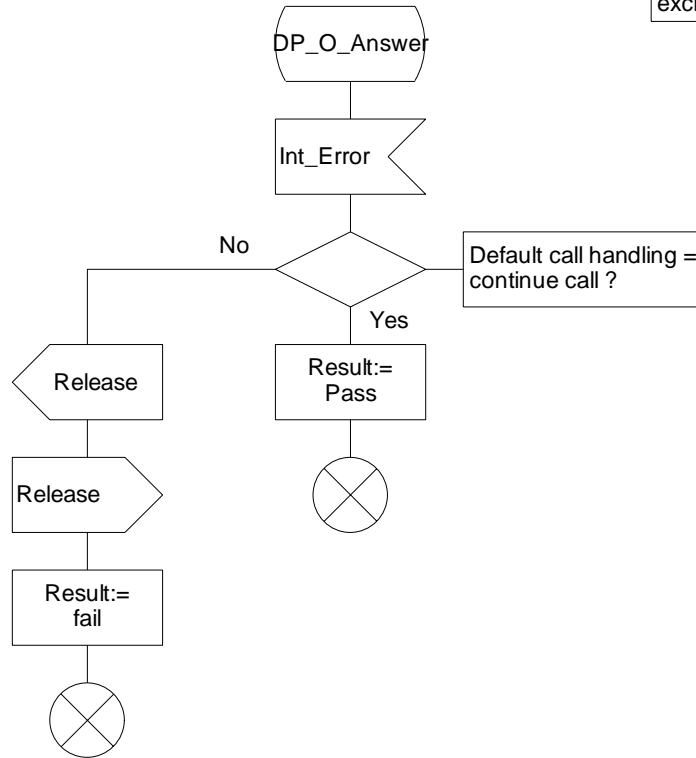 DP_O_Answer
Int_Error
No
Default call handling =
continue call ?
Yes
Release
Result:=
Pass
Release
Result:=
fail